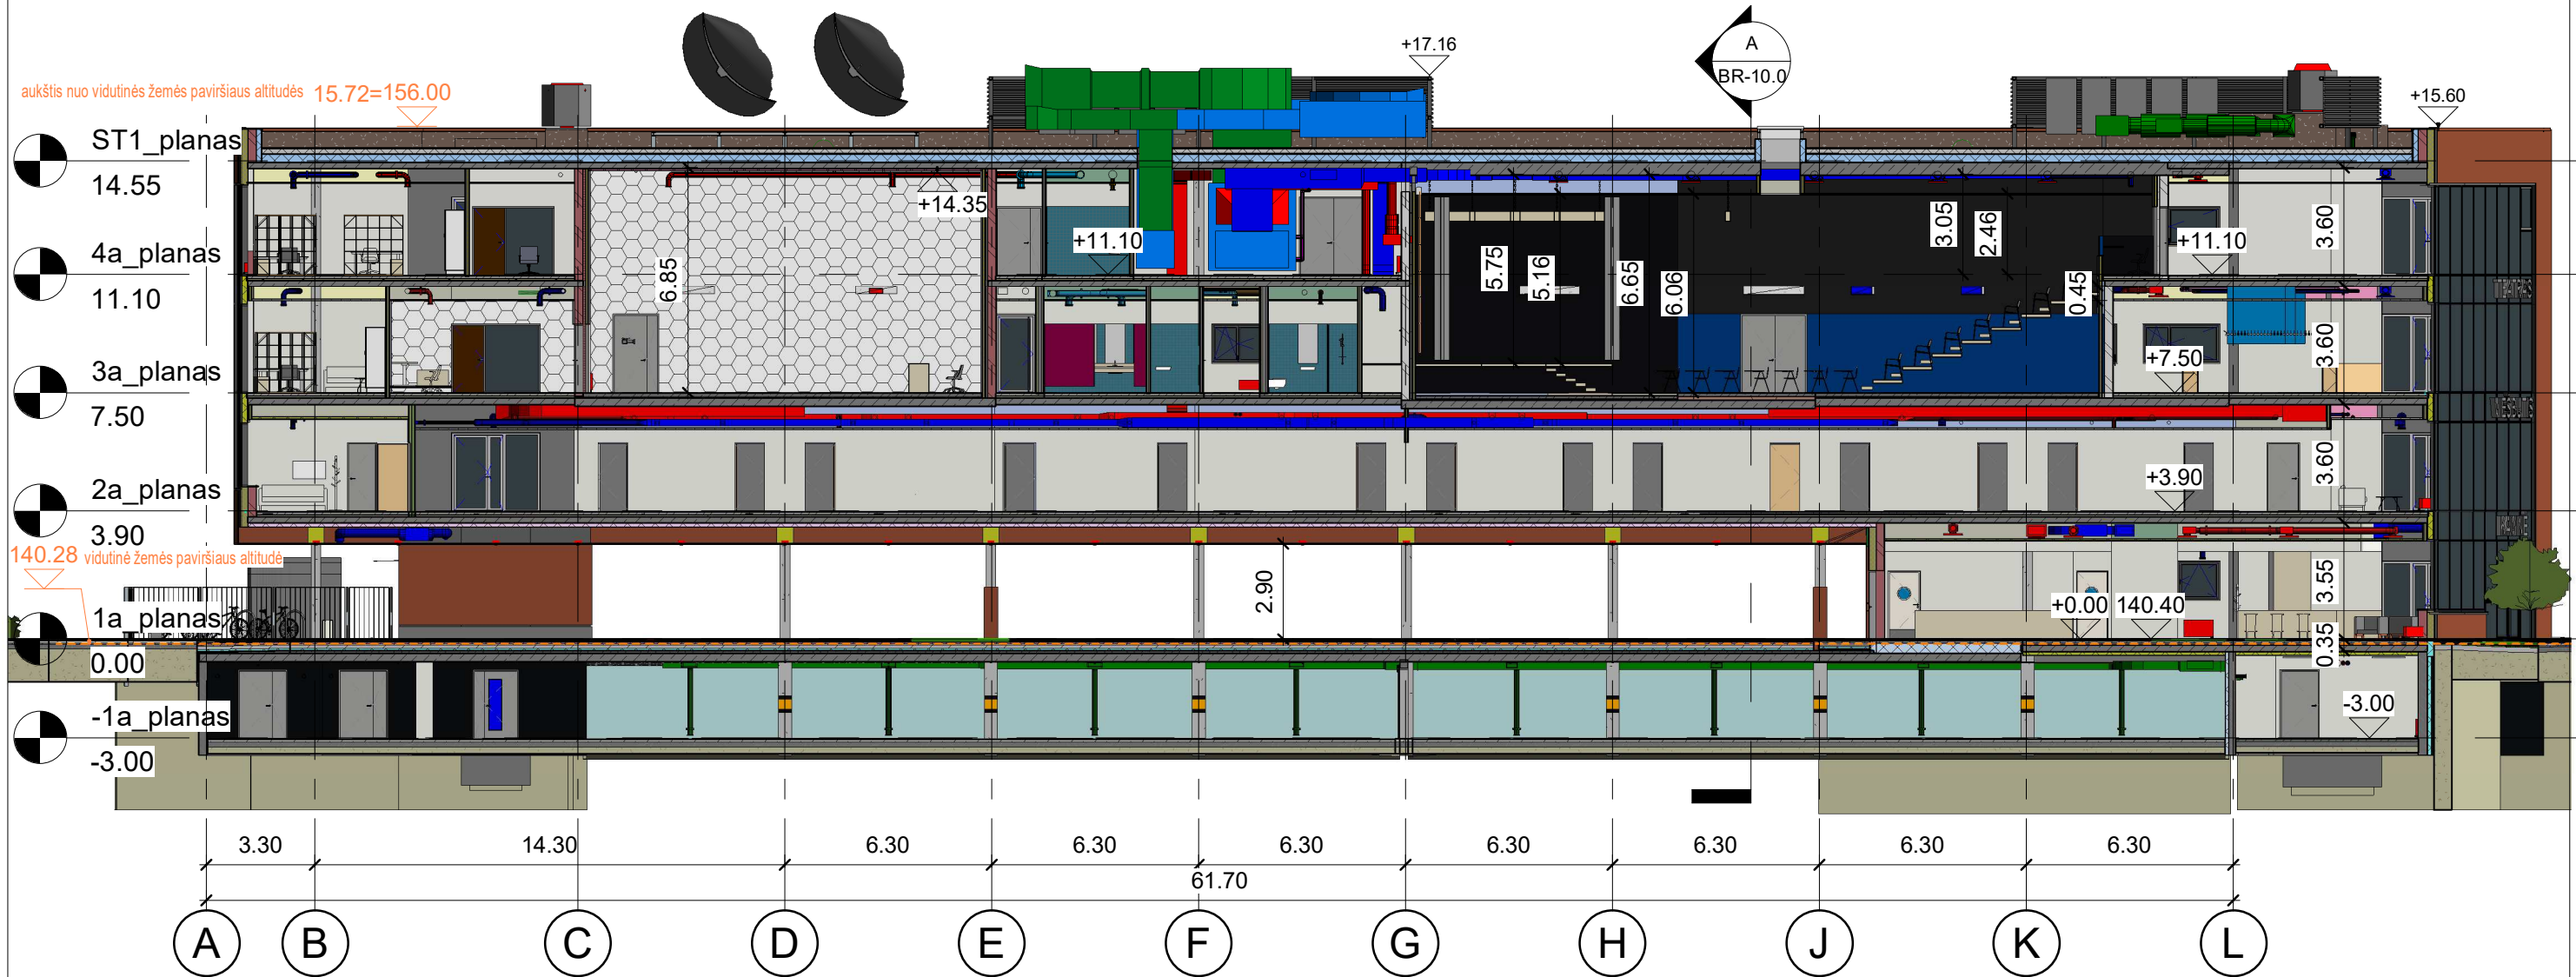 +17.16
A
BR-10.0
aukštis nuo vidutinės žemės paviršiaus altitudės 15.72=156.00
+15.60
ST1_planas
14.55
+14.35
3.05
2.46
3.60
4a_planas
11.10
+11.10
6.85
5.75
5.16
6.65
6.06
0.45
+11.10
TEATRAS
3a_planas
7.50
+7.50
3.60
2a_planas
3.90
+3.90
3.60
140.28 vidutinė žemės paviršiaus altitudė
2.90
3.55
1a_planas
0.00
+0.00 140.40
0.35
-1a_planas
-3.00
-3.00
3.30 14.30 6.30 6.30 6.30 6.30 6.30 6.30 6.30
61.70
A B C D E F G H J K L